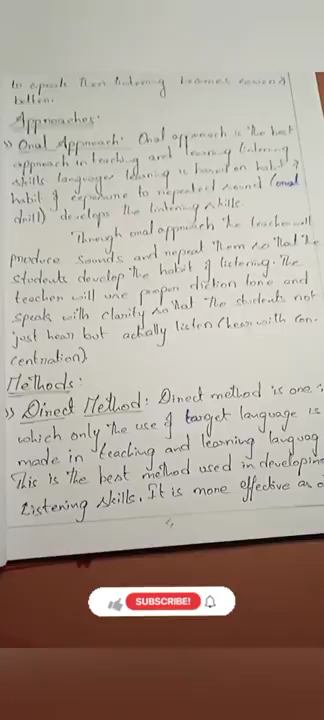 to speak then listening becomes easier &
better.
Approaches:
1) Oral Approach: Oral approach is the best
approach in teaching and learning listening
skills language learning is based on habit &
habit of exposure to repeated sound (oral
drill) develops the listening skills.
Through oral approach the teacher will
produce sounds and repeat them so that the
students develop the habit of listening. The
teacher will use proper diction tone and
speak with clarity so that the students not
just hear but actually listen (hear with con-
centration)
Methods:
1) Direct Method: Direct method is one in
which only the use of target language is
made in teaching and learning languag
This is the best method used in developing
Listening skills. It is more effective as
SUBSCRIBE!